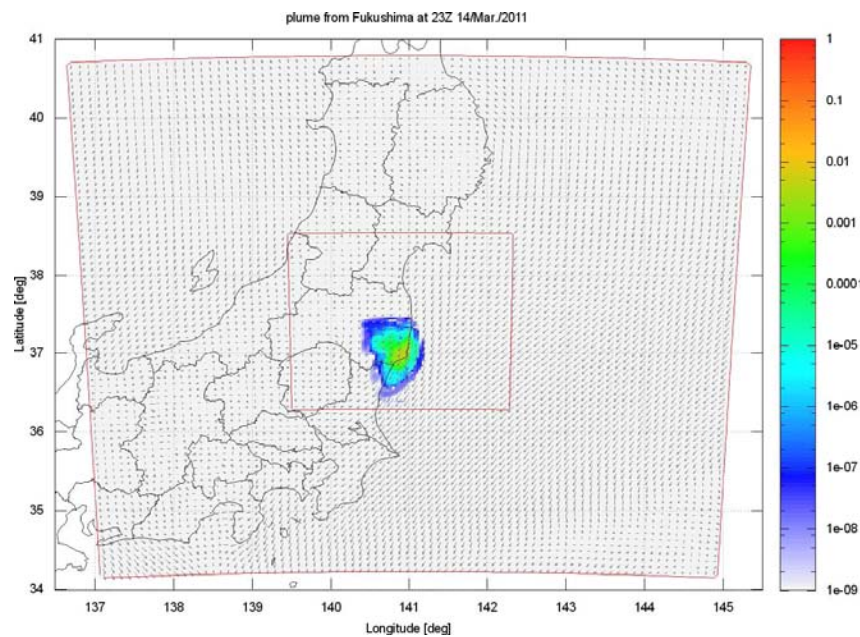 plume from Fukushima at 23Z 14/Mar./2011
41
40
39
38
37
36
35
34
Latitude [deg]
137
138
139
140
141
142
143
144
145
Longitude [deg]
1
0.1
0.01
0.001
0.0001
1e-05
1e-06
1e-07
1e-08
1e-09